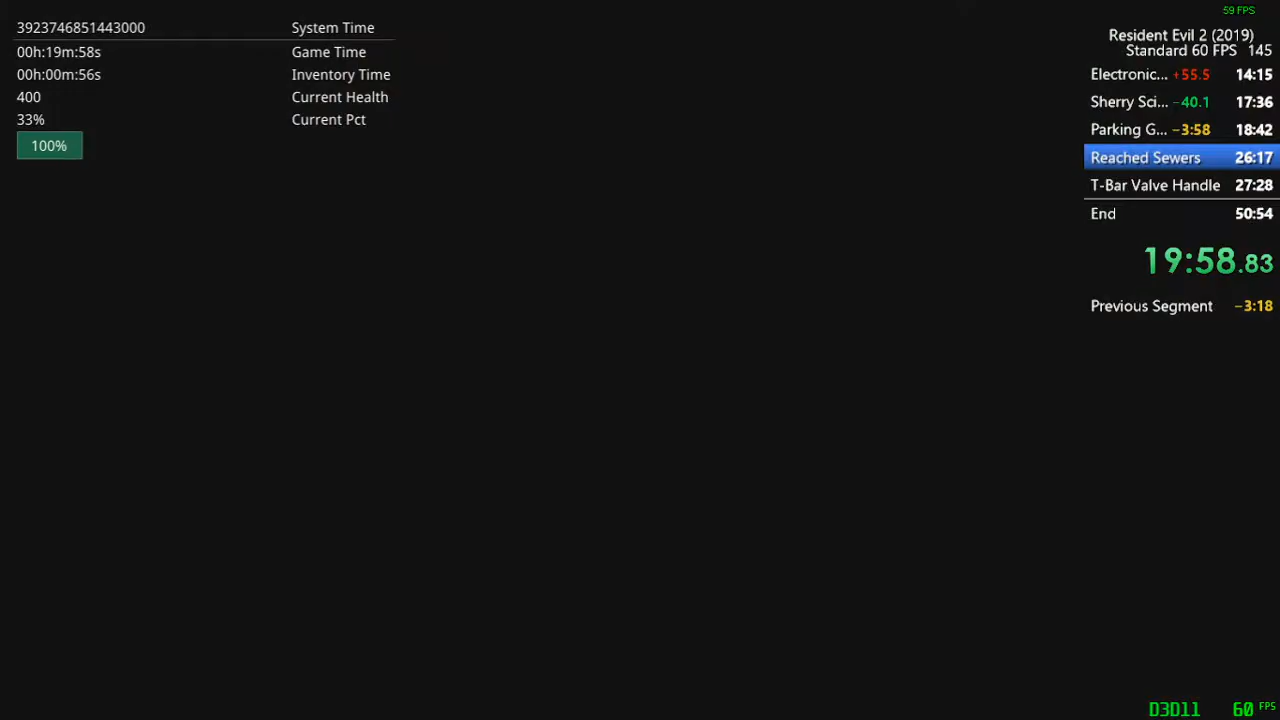 59 FPS
3923746851443000 System Time
00h:19m:58s Game Time
00h:00m:56s Inventory Time
400 Current Health
33% Current Pct
100%
Resident Evil 2 (2019)
Standard 60 FPS 145
Electronic... +55.5 14:15
Sherry Sci... -40.1 17:36
Parking G... -3:58 18:42
Reached Sewers 26:17
T-Bar Valve Handle 27:28
End 50:54
19:58.83
Previous Segment -3:18
D3D11 60 FPS